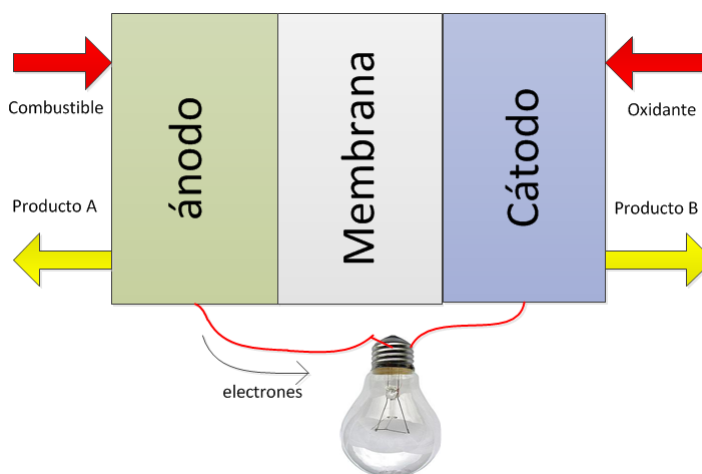 Combustible
Producto A
ánodo
Membrana
Cátodo
Oxidante
Producto B
electrones